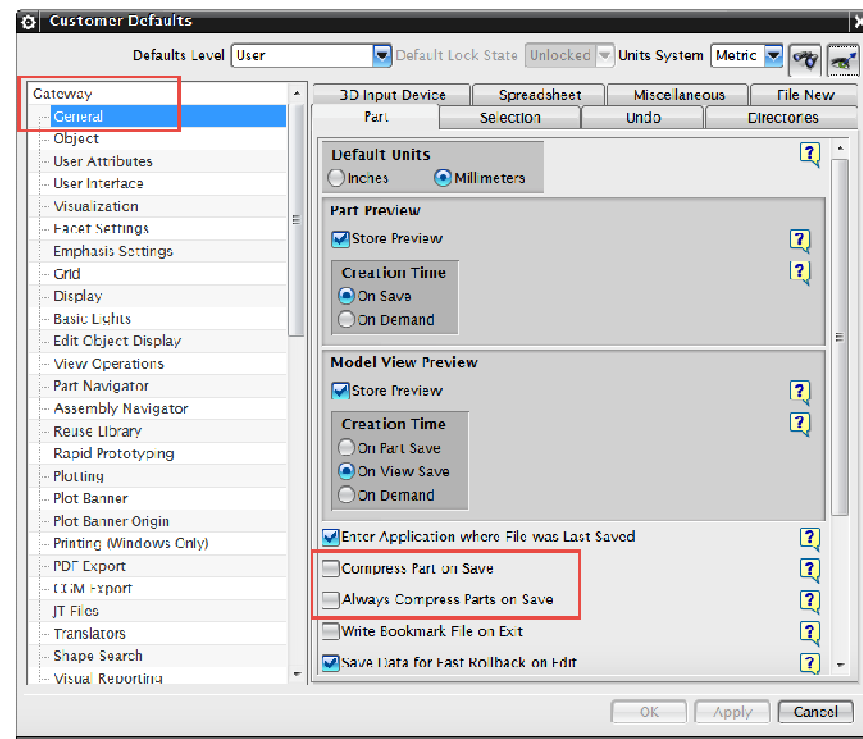 Customer Defaults
Defaults Level User Default Lock State Unlocked Units System Metric
Gateway
General
Object
User Attributes
User Interface
Visualization
Facet Settings
Emphasis Settings
Grid
Display
Basic Lights
Edit Object Display
View Operations
Part Navigator
Assembly Navigator
Reuse Library
Rapid Prototyping
Plotting
Plot Banner
Plot Banner Origin
Printing (Windows Only)
PDF Export
CGM Export
JT Files
Translators
Shape Search
Visual Reporting
3D Input Device Spreadsheet Miscellaneous File New
Part Selection Undo Directories
Default Units
Inches Millimeters
Part Preview
Store Preview
Creation Time
On Save
On Demand
Model View Preview
Store Preview
Creation Time
On Part Save
On View Save
On Demand
Enter Application where File was Last Saved
Compress Part on Save
Always Compress Parts on Save
Write Bookmark File on Exit
Save Data for Fast Rollback on Edit
OK Apply Cancel